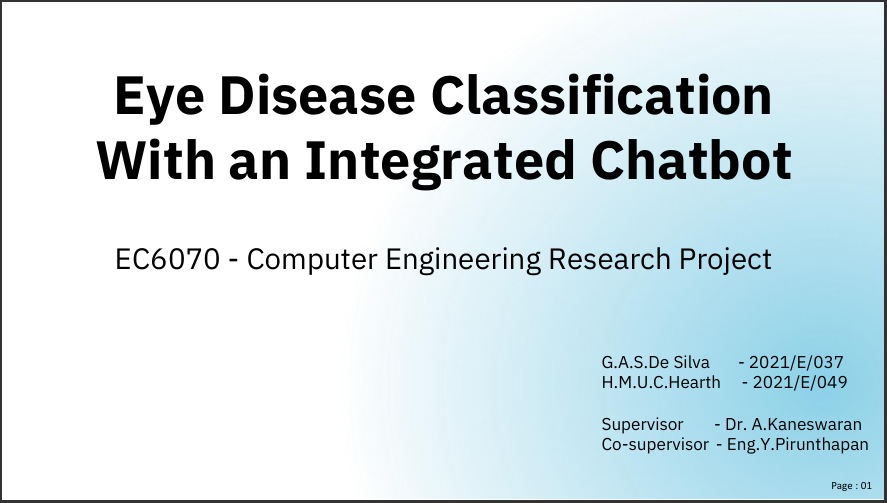 Eye Disease Classification
With an Integrated Chatbot
EC6070 - Computer Engineering Research Project
G.A.S.De Silva - 2021/E/037
H.M.U.C.Hearth - 2021/E/049
Supervisor - Dr. A.Kaneswaran
Co-supervisor - Eng.Y.Pirunthapan
Page : 01